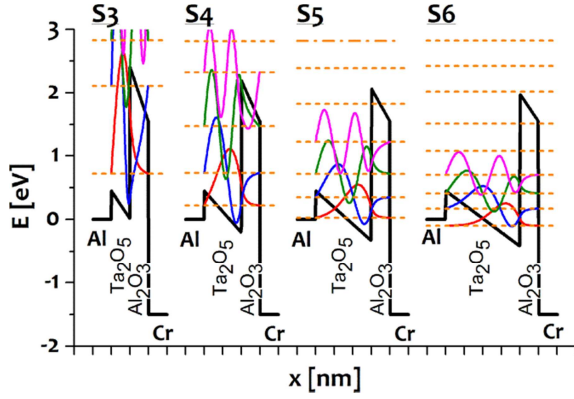 S3 S4 S5 S6
3
2
1
0
-1
-2
E [eV]
Al Ta₂O₅ Al₂O₃ Cr
Al Ta₂O₅ Al₂O₃ Cr
Al Ta₂O₅ Al₂O₃ Cr
Al Ta₂O₅ Al₂O₃ Cr
x [nm]